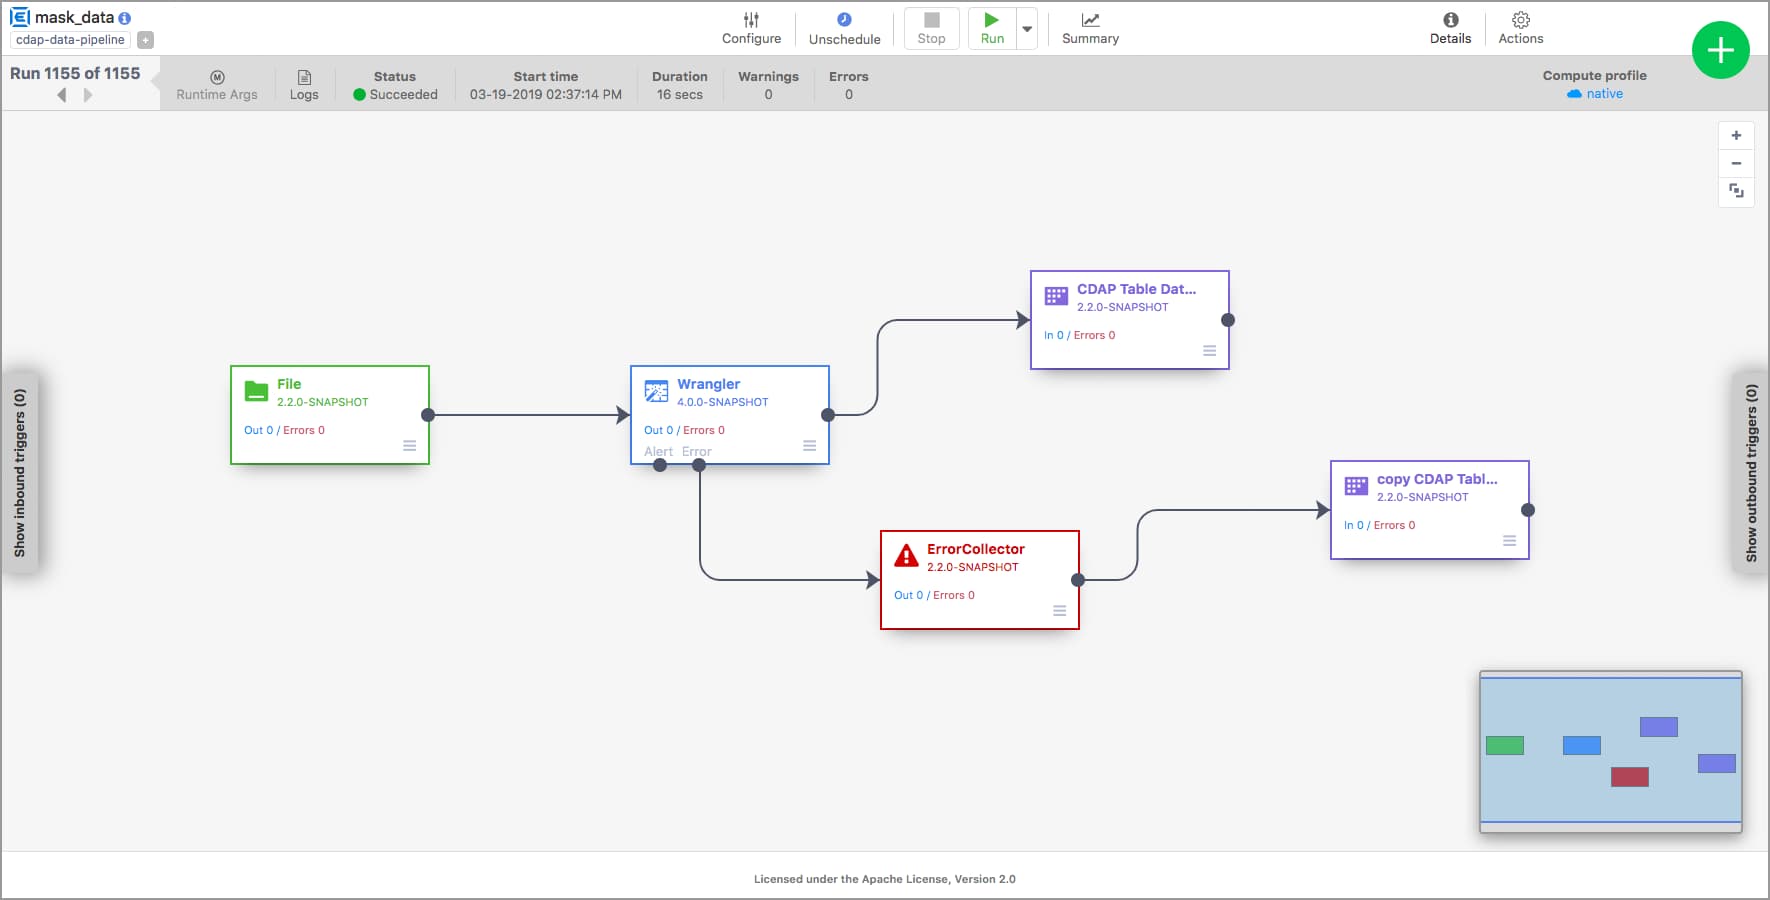 mask_data
cdap-data-pipeline
Configure
Unschedule
Stop
Run
Summary
Details
Actions
Run 1155 of 1155
Runtime Args
Logs
Status
Succeeded
Start time
03-19-2019 02:37:14 PM
Duration
16 secs
Warnings
0
Errors
0
Compute profile
native
Show inbound triggers (0)
File
2.2.0-SNAPSHOT
Out 0 / Errors 0
Wrangler
4.0.0-SNAPSHOT
Out 0 / Errors 0
Alert Error
CDAP Table Dat...
2.2.0-SNAPSHOT
In 0 / Errors 0
ErrorCollector
2.2.0-SNAPSHOT
Out 0 / Errors 0
copy CDAP Tabl...
2.2.0-SNAPSHOT
In 0 / Errors 0
Show outbound triggers (0)
Licensed under the Apache License, Version 2.0